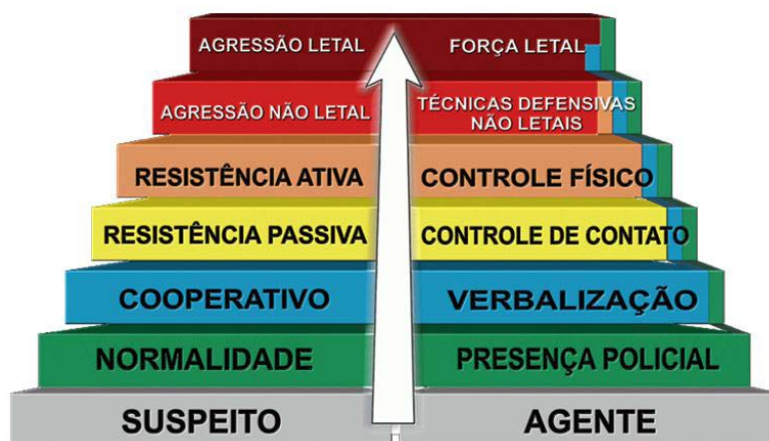 AGRESSÃO LETAL FORÇA LETAL
AGRESSÃO NÃO LETAL TÉCNICAS DEFENSIVAS
NÃO LETAIS
RESISTÊNCIA ATIVA CONTROLE FÍSICO
RESISTÊNCIA PASSIVA CONTROLE DE CONTATO
COOPERATIVO VERBALIZAÇÃO
NORMALIDADE PRESENÇA POLICIAL
SUSPEITO AGENTE